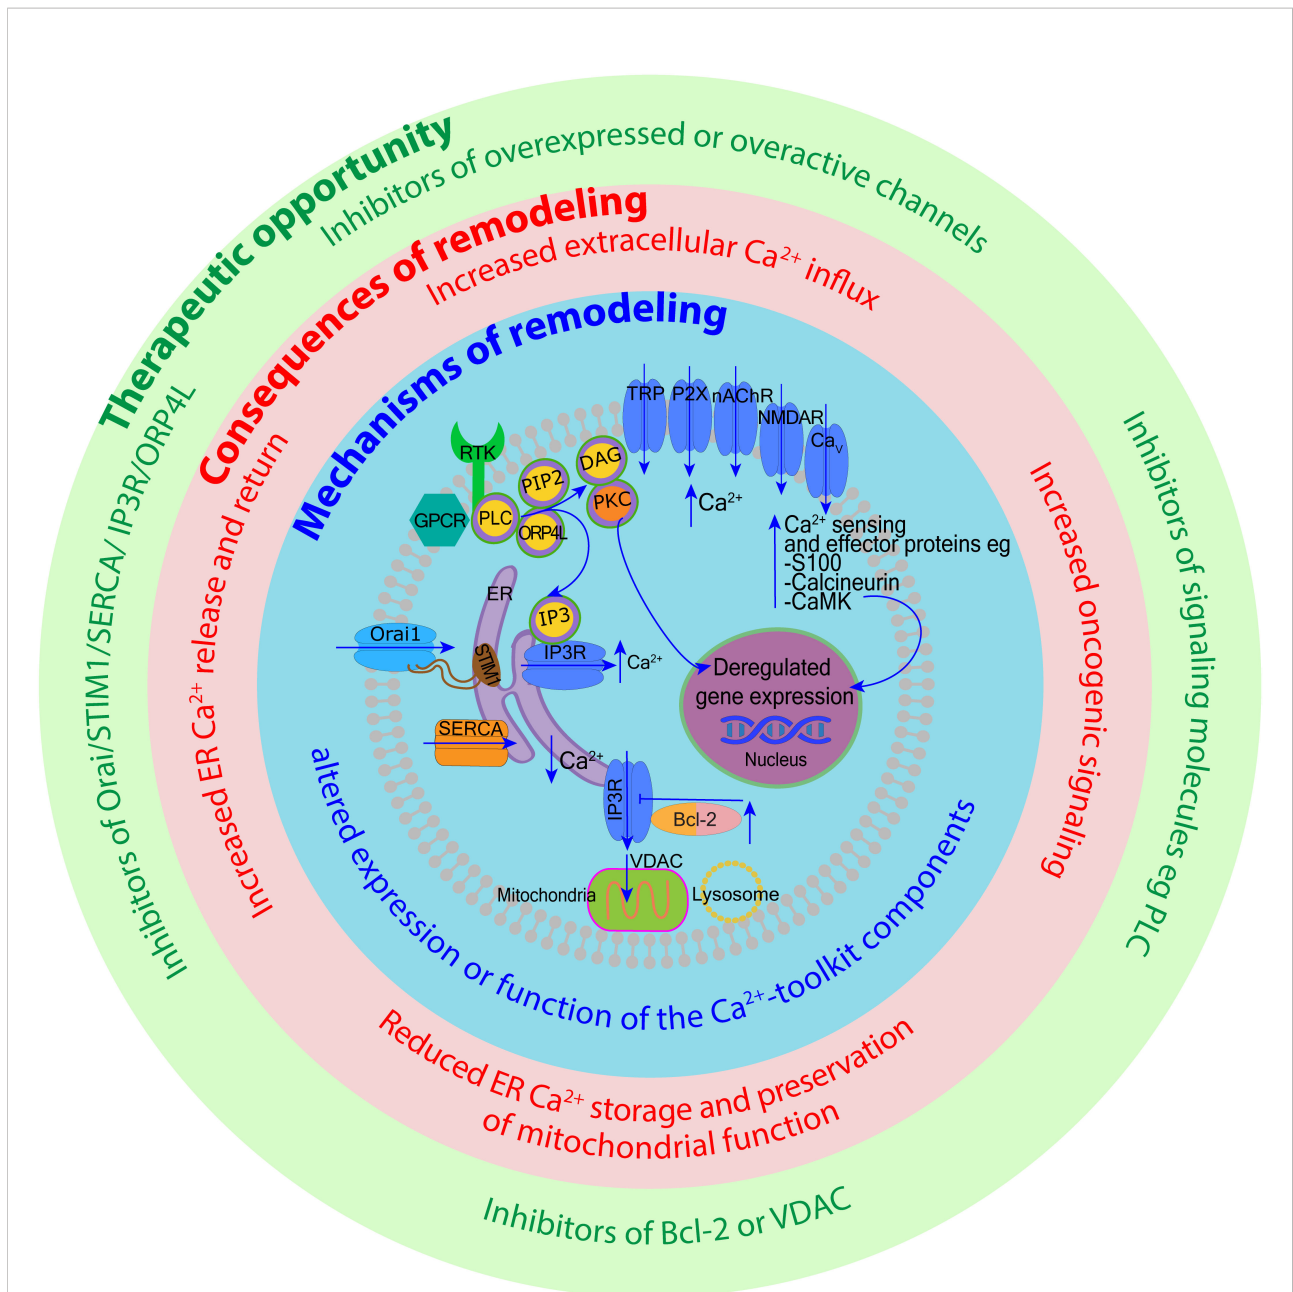 Therapeutic opportunity
Inhibitors of overexpressed or overactive channels
Inhibitors of Orai/STIM1/SERCA/ IP3R/ORP4L
Inhibitors of signaling molecules eg PLC
Inhibitors of Bcl-2 or VDAC
Consequences of remodeling
Increased extracellular Ca²⁺ influx
Increased ER Ca²⁺ release and return
Increased oncogenic signaling
Reduced ER Ca²⁺ storage and preservation
of mitochondrial function
Mechanisms of remodeling
altered expression or function of the Ca²⁺-toolkit components
TRP
P2X
nAChR
NMDAR
Caᵥ
RTK
GPCR
PLC
PIP2
ORP4L
DAG
PKC
Ca²⁺
Ca²⁺ sensing
and effector proteins eg
-S100
-Calcineurin
-CaMK
ER
IP3
Orai1
STIM1
IP3R
Ca²⁺
SERCA
Ca²⁺
Deregulated
gene expression
Nucleus
IP3R
Bcl-2
VDAC
Mitochondria
Lysosome